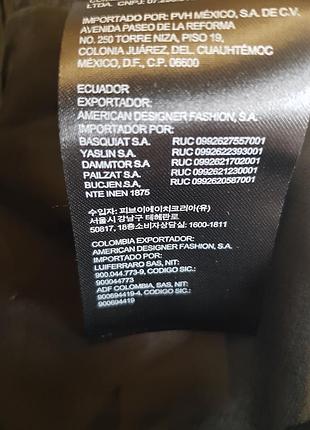 IMPORTADO POR: PVH MÉXICO, S.A. DE C.V.
AVENIDA PASEO DE LA REFORMA
NO. 250 TORRE NIZA, PISO 19,
COLONIA JUÁREZ, DEL. CUAUHTÉMOC
MÉXICO, D.F., C.P. 06600
ECUADOR
EXPORTADOR:
AMERICAN DESIGNER FASHION, S.A.
IMPORTADO POR:
BASQUIAT S.A. RUC 0992627557001
YASLIN S.A. RUC 0992622393001
DAMMTOR S.A. RUC 0992621702001
PAILZAT S.A. RUC 0992621230001
BUCJEN S.A, RUC 0992620587001
NTE INEN 1875
수입자: 피브이에이치코리아(유)
서울시 강남구 테헤란로
50817, 18층소비자상담실: 1600-1811
COLOMBIA EXPORTADOR:
AMERICAN DESIGNER FASHION, S.A.
IMPORTADO POR:
LUIFERRARO SAS, NIT:
900.044.773-9, CODIGO SIC.:
900044773
ADF COLOMBIA, SAS, NIT:
900694419-4, CODIGO SIC.:
900694419